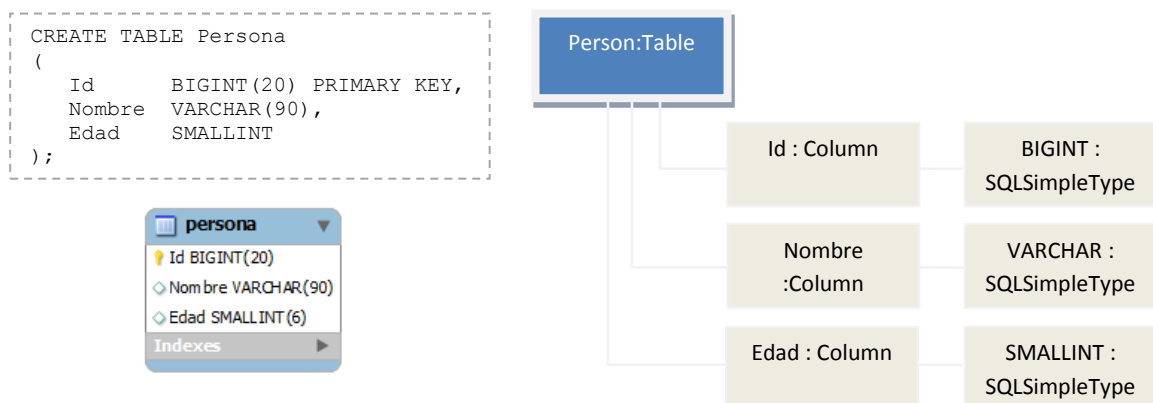 CREATE TABLE Persona
(
Id BIGINT(20) PRIMARY KEY,
Nombre VARCHAR(90),
Edad SMALLINT
);
persona
Id BIGINT(20)
Nombre VARCHAR(90)
Edad SMALLINT(6)
Indexes
Person:Table
Id : Column
BIGINT :
SQLSimpleType
Nombre
:Column
VARCHAR :
SQLSimpleType
Edad : Column
SMALLINT :
SQLSimpleType